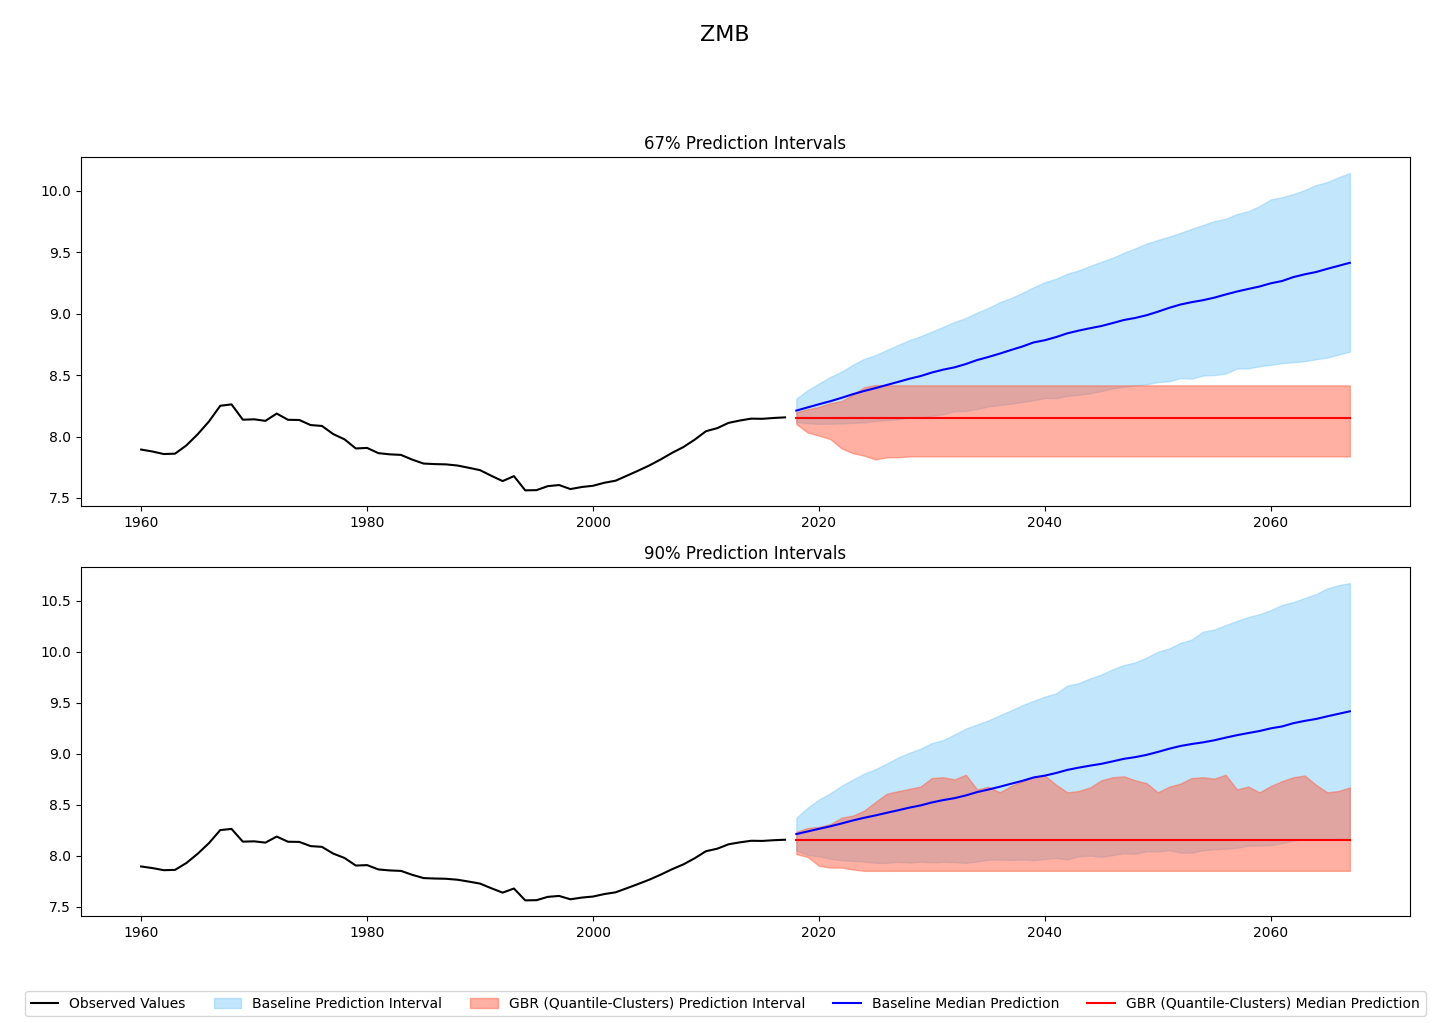 ZMB
67% Prediction Intervals
10.0
9.5
9.0
8.5
8.0
7.5
1960 1980 2000 2020 2040 2060
90% Prediction Intervals
10.5
10.0
9.5
9.0
8.5
8.0
7.5
1960 1980 2000 2020 2040 2060
Observed Values Baseline Prediction Interval GBR (Quantile-Clusters) Prediction Interval Baseline Median Prediction GBR (Quantile-Clusters) Median Prediction